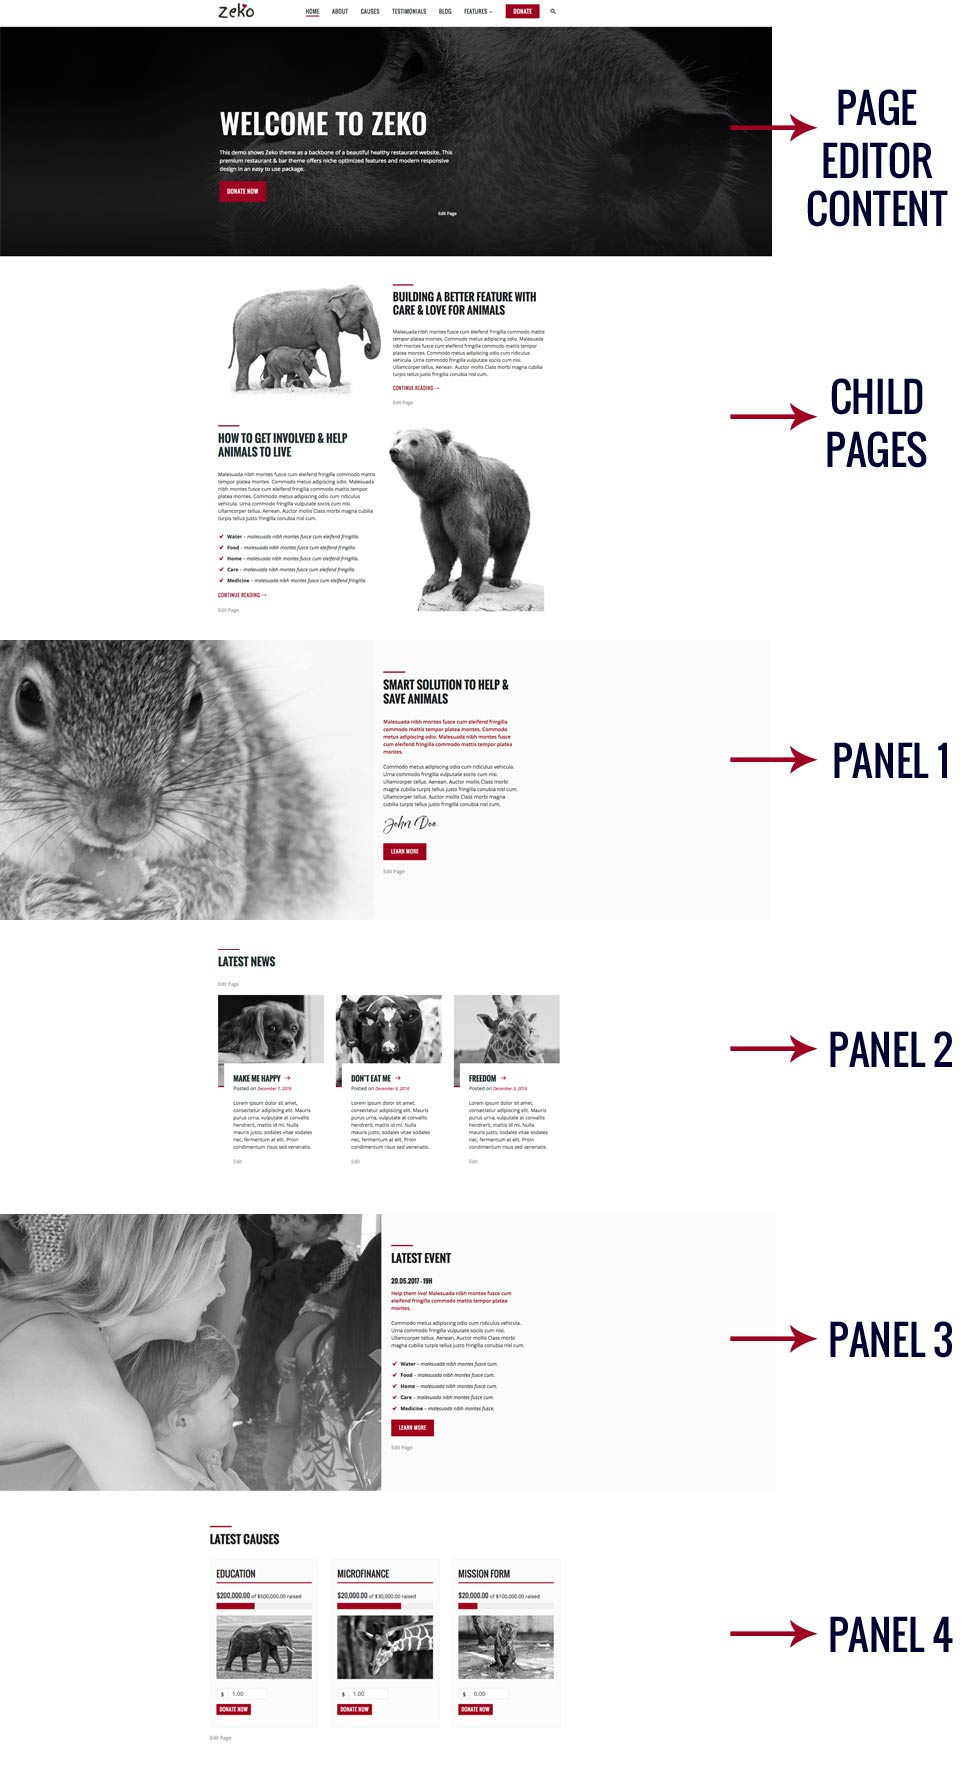 Zeko
HOME ABOUT CAUSES TESTIMONIALS BLOG FEATURES DONATE
WELCOME TO ZEKO
This demo shows Zeko theme as a backbone of a beautiful healthy restaurant website. This
premium restaurant & bar theme offers niche optimized features and modern responsive
design in an easy to use package.
DONATE NOW
Edit Page
PAGE
EDITOR
CONTENT
BUILDING A BETTER FEATURE WITH
CARE & LOVE FOR ANIMALS
Malesuada nibh montes fusce cum eleifend fringilla commodo mattis
tempor platea montes. Commodo metus adipiscing odio. Malesuada
nibh montes fusce cum eleifend fringilla commodo mattis tempor
platea montes. Commodo metus adipiscing odio cum ridiculus
vehicula. Urna commodo fringilla vulputate sociis cum nisi.
Ullamcorper tellus. Aenean. Auctor mollis Class morbi magna cubilia
turpis tellus justo fringilla conubia nisl cum.
CONTINUE READING →
Edit Page
CHILD
PAGES
HOW TO GET INVOLVED & HELP
ANIMALS TO LIVE
Malesuada nibh montes fusce cum eleifend fringilla commodo mattis
tempor platea montes. Commodo metus adipiscing odio. Malesuada
nibh montes fusce cum eleifend fringilla commodo mattis tempor
platea montes. Commodo metus adipiscing odio cum ridiculus
vehicula. Urna commodo fringilla vulputate sociis cum nisi.
Ullamcorper tellus. Aenean. Auctor mollis Class morbi magna cubilia
turpis tellus justo fringilla conubia nisl cum.
Water – malesuada nibh montes fusce cum eleifend fringilla.
Food – malesuada nibh montes fusce cum eleifend fringilla.
Home – malesuada nibh montes fusce cum eleifend fringilla.
Care – malesuada nibh montes fusce cum eleifend fringilla.
Medicine – malesuada nibh montes fusce cum eleifend fringilla.
CONTINUE READING →
Edit Page
SMART SOLUTION TO HELP &
SAVE ANIMALS
Malesuada nibh montes fusce cum eleifend fringilla
commodo mattis tempor platea montes. Commodo
metus adipiscing odio. Malesuada nibh montes fusce
cum eleifend fringilla commodo mattis tempor platea
montes.
Commodo metus adipiscing odio cum ridiculus vehicula.
Urna commodo fringilla vulputate sociis cum nisi.
Ullamcorper tellus. Aenean. Auctor mollis Class morbi
magna cubilia turpis tellus justo fringilla conubia nisl cum.
Ullamcorper tellus. Auctor mollis Class morbi magna
cubilia turpis tellus justo fringilla conubia nisl cum.
John Doe
LEARN MORE
Edit Page
PANEL 1
LATEST NEWS
Edit Page
MAKE ME HAPPY →
Posted on December 7, 2016
Lorem ipsum dolor sit amet,
consectetur adipiscing elit. Mauris
purus urna, vulputate at convallis
hendrerit, mattis id mi. Nulla
mauris justo, sodales vitae sodales
nec, fermentum at elit. Proin
condimentum risus sed venenatis.
Edit
DON'T EAT ME →
Posted on December 6, 2016
Lorem ipsum dolor sit amet,
consectetur adipiscing elit. Mauris
purus urna, vulputate at convallis
hendrerit, mattis id mi. Nulla
mauris justo, sodales vitae sodales
nec, fermentum at elit. Proin
condimentum risus sed venenatis.
Edit
FREEDOM →
Posted on December 3, 2016
Lorem ipsum dolor sit amet,
consectetur adipiscing elit. Mauris
purus urna, vulputate at convallis
hendrerit, mattis id mi. Nulla
mauris justo, sodales vitae sodales
nec, fermentum at elit. Proin
condimentum risus sed venenatis.
Edit
PANEL 2
LATEST EVENT
20.05.2017 - 19H
Help them live! Malesuada nibh montes fusce cum
eleifend fringilla commodo mattis tempor platea
montes.
Commodo metus adipiscing odio cum ridiculus vehicula.
Urna commodo fringilla vulputate sociis cum nisi.
Ullamcorper tellus. Auctor mollis Class morbi
magna cubilia turpis tellus justo fringilla conubia nisl cum.
Water – malesuada nibh montes fusce cum.
Food – malesuada nibh montes fusce cum.
Home – malesuada nibh montes fusce cum.
Care – malesuada nibh montes fusce cum.
Medicine – malesuada nibh montes fusce.
LEARN MORE
Edit Page
PANEL 3
LATEST CAUSES
EDUCATION
$200,000.00 of $500,000.00 raised
$ 1.00
DONATE NOW
MICROFINANCE
$20,000.00 of $30,000.00 raised
$ 1.00
DONATE NOW
MISSION FORM
$20,000.00 of $100,000.00 raised
$ 0.00
DONATE NOW
Edit Page
PANEL 4